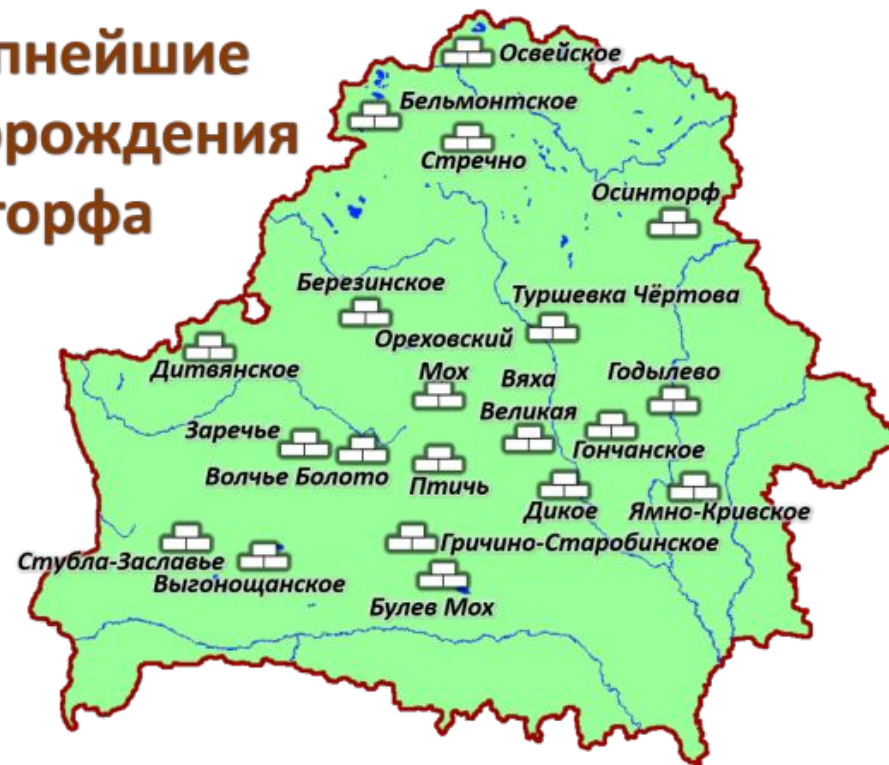 пнейшие
рождения
торфа
Освейское
Бельмонтское
Стречно
Осинторф
Березинское
Туршевка Чёртова
Ореховский
Мох
Дитвянское
Вяха
Великая
Годылево
Заречье
Гончанское
Волчье Болото
Птичь
Дикое
Ямно-Кривское
Стубла-Заславье
Гричино-Старобинское
Выгонощанское
Булев Мох